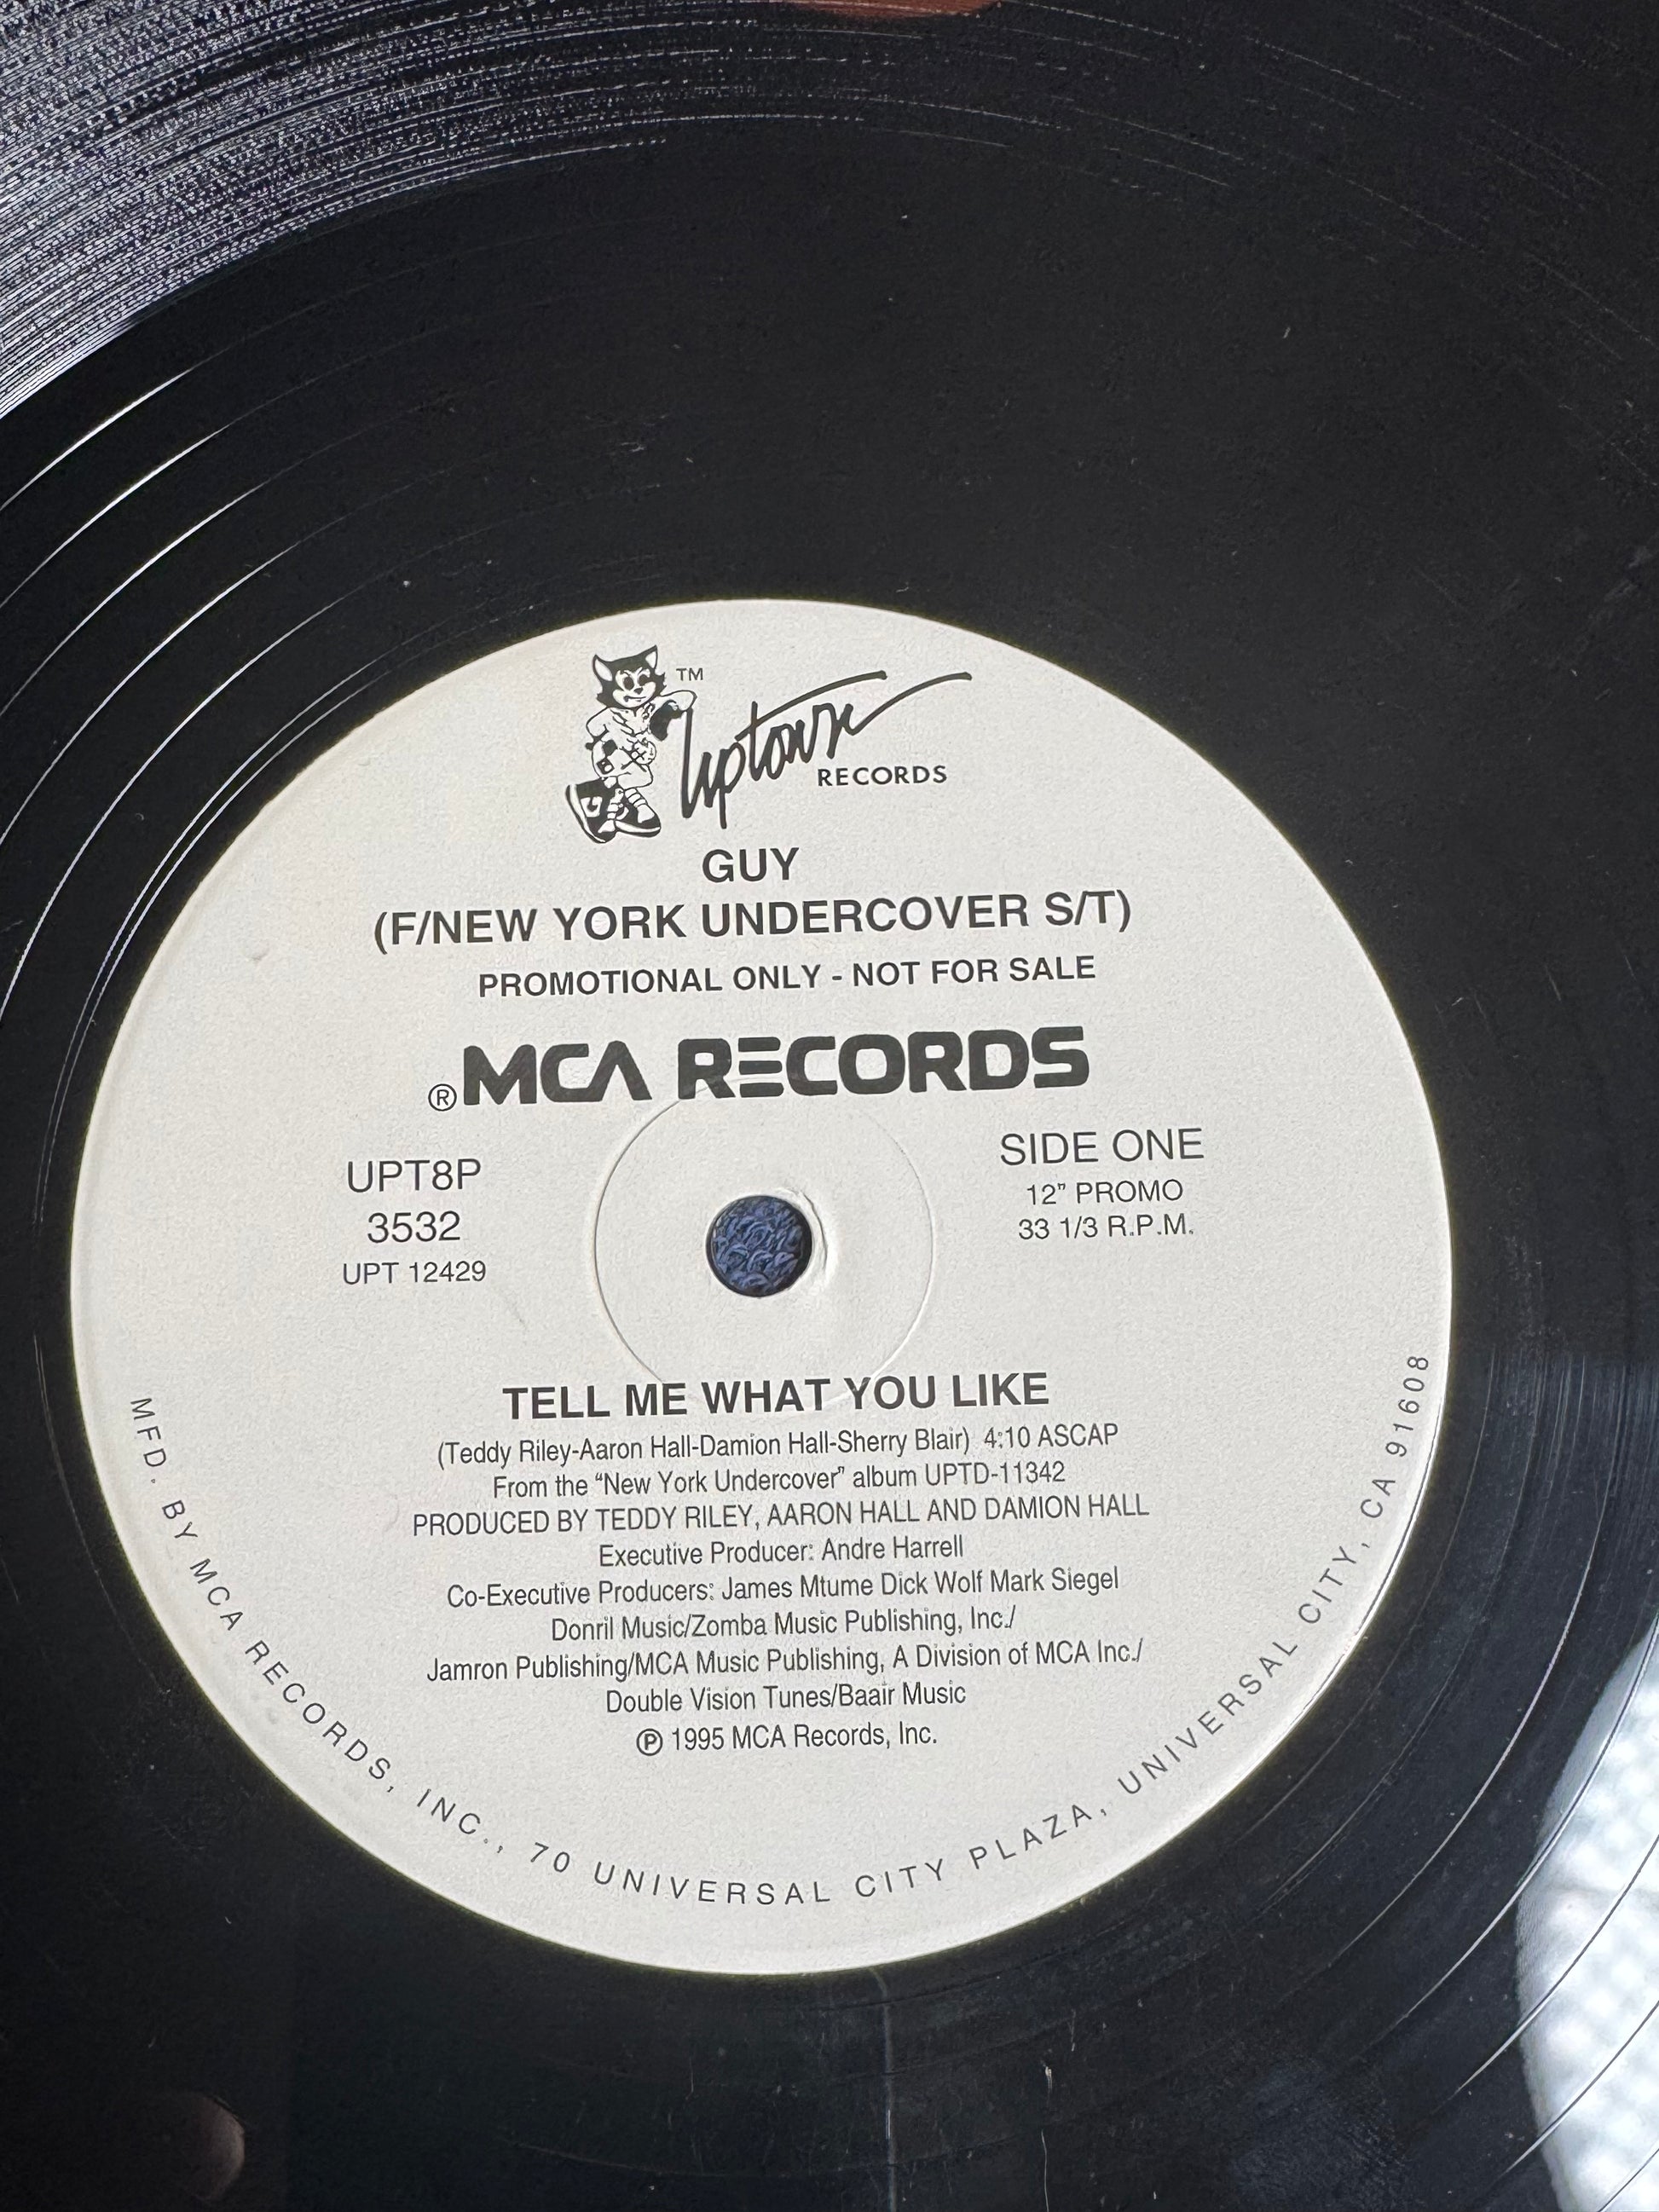 TM
Uptown
RECORDS
GUY
(F/NEW YORK UNDERCOVER S/T)
PROMOTIONAL ONLY - NOT FOR SALE
®MCA RECORDS
UPT8P
3532
UPT 12429
SIDE ONE
12" PROMO
33 1/3 R.P.M.
TELL ME WHAT YOU LIKE
(Teddy Riley-Aaron Hall-Damion Hall-Sherry Blair) 4:10 ASCAP
From the “New York Undercover” album UPTD-11342
PRODUCED BY TEDDY RILEY, AARON HALL AND DAMION HALL
Executive Producer: Andre Harrell
Co-Executive Producers: James Mtume Dick Wolf Mark Siegel
Donril Music/Zomba Music Publishing, Inc./
Jamron Publishing/MCA Music Publishing, A Division of MCA Inc./
Double Vision Tunes/Baair Music
℗ 1995 MCA Records, Inc.
MFD. BY MCA RECORDS, INC., 70 UNIVERSAL CITY PLAZA, UNIVERSAL CITY, CA 91608